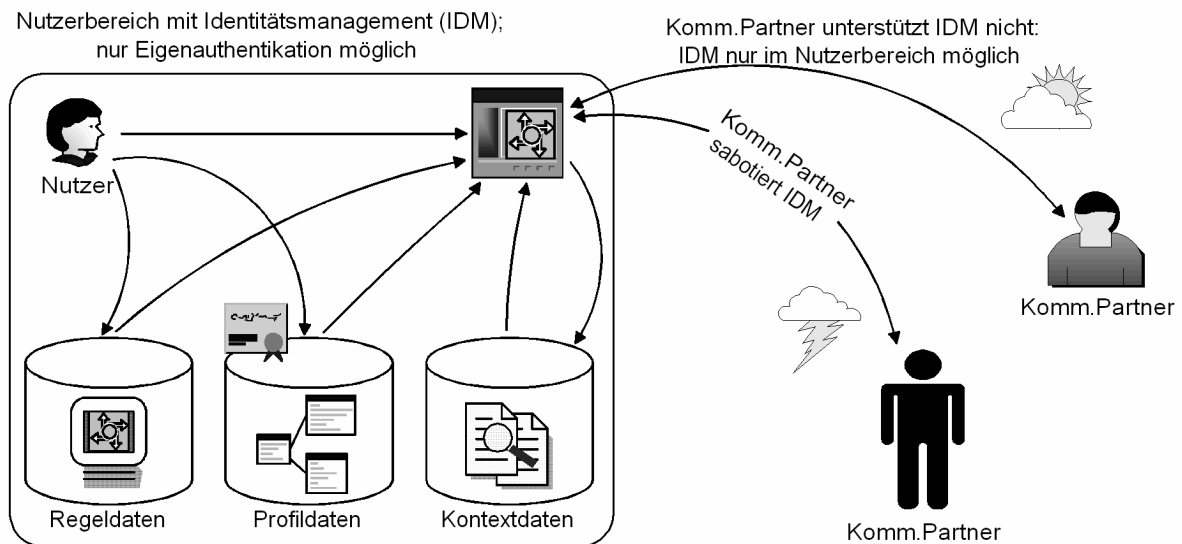 Nutzerbereich mit Identitätsmanagement (IDM);
nur Eigenauthentikation möglich
Komm.Partner unterstützt IDM nicht:
IDM nur im Nutzerbereich möglich
Nutzer
Komm.Partner
sabotiert IDM
Komm.Partner
Regeldaten
Profildaten
Kontextdaten
Komm.Partner